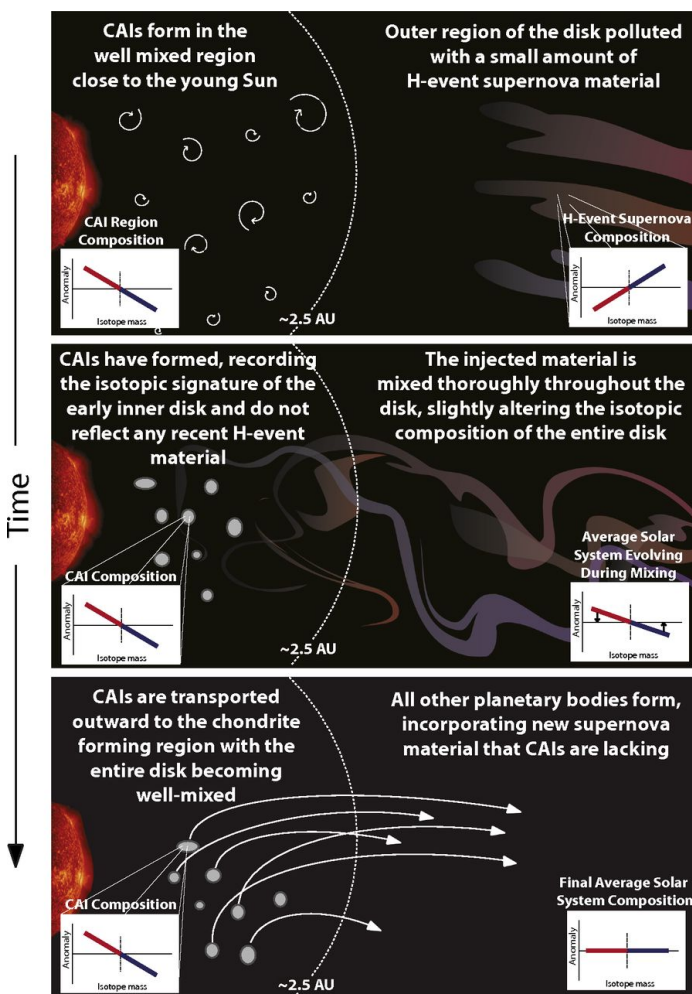 Time
CAIs form in the
well mixed region
close to the young Sun
Outer region of the disk polluted
with a small amount of
H-event supernova material
CAI Region
Composition
Anomaly
Isotope mass
~2.5 AU
H-Event Supernova
Composition
Anomaly
Isotope mass
CAIs have formed, recording
the isotopic signature of the
early inner disk and do not
reflect any recent H-event
material
The injected material is
mixed thoroughly throughout the
disk, slightly altering the isotopic
composition of the entire disk
CAI Composition
Anomaly
Isotope mass
~2.5 AU
Average Solar
System Evolving
During Mixing
Anomaly
Isotope mass
CAIs are transported
outward to the chondrite
forming region with the
entire disk becoming
well-mixed
All other planetary bodies form,
incorporating new supernova
material that CAIs are lacking
CAI Composition
Anomaly
Isotope mass
~2.5 AU
Final Average Solar
System Composition
Anomaly
Isotope mass